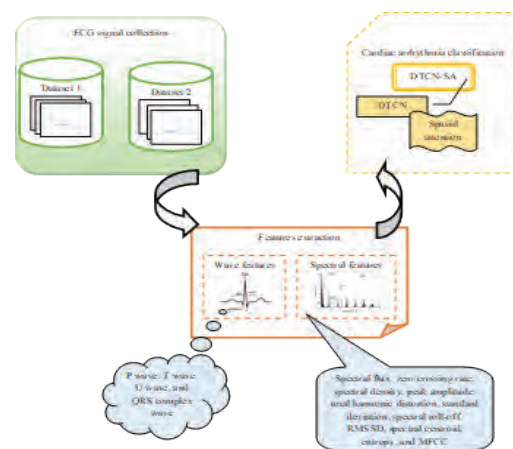 ECG signal collection
Dataset 1
Dataset 2
Cardiac arrhythmia classification
DTCN-SA
DTCN
Spatial
attention
Features extraction
Wave features
Spectral features
P wave, T wave
U wave, and
QRS complex
wave
Spectral flux, zero crossing rate,
spectral density, peak amplitude,
total harmonic distortion, standard
deviation, spectral roll-off
RMSSD, spectral centroid,
entropy, and MFCC